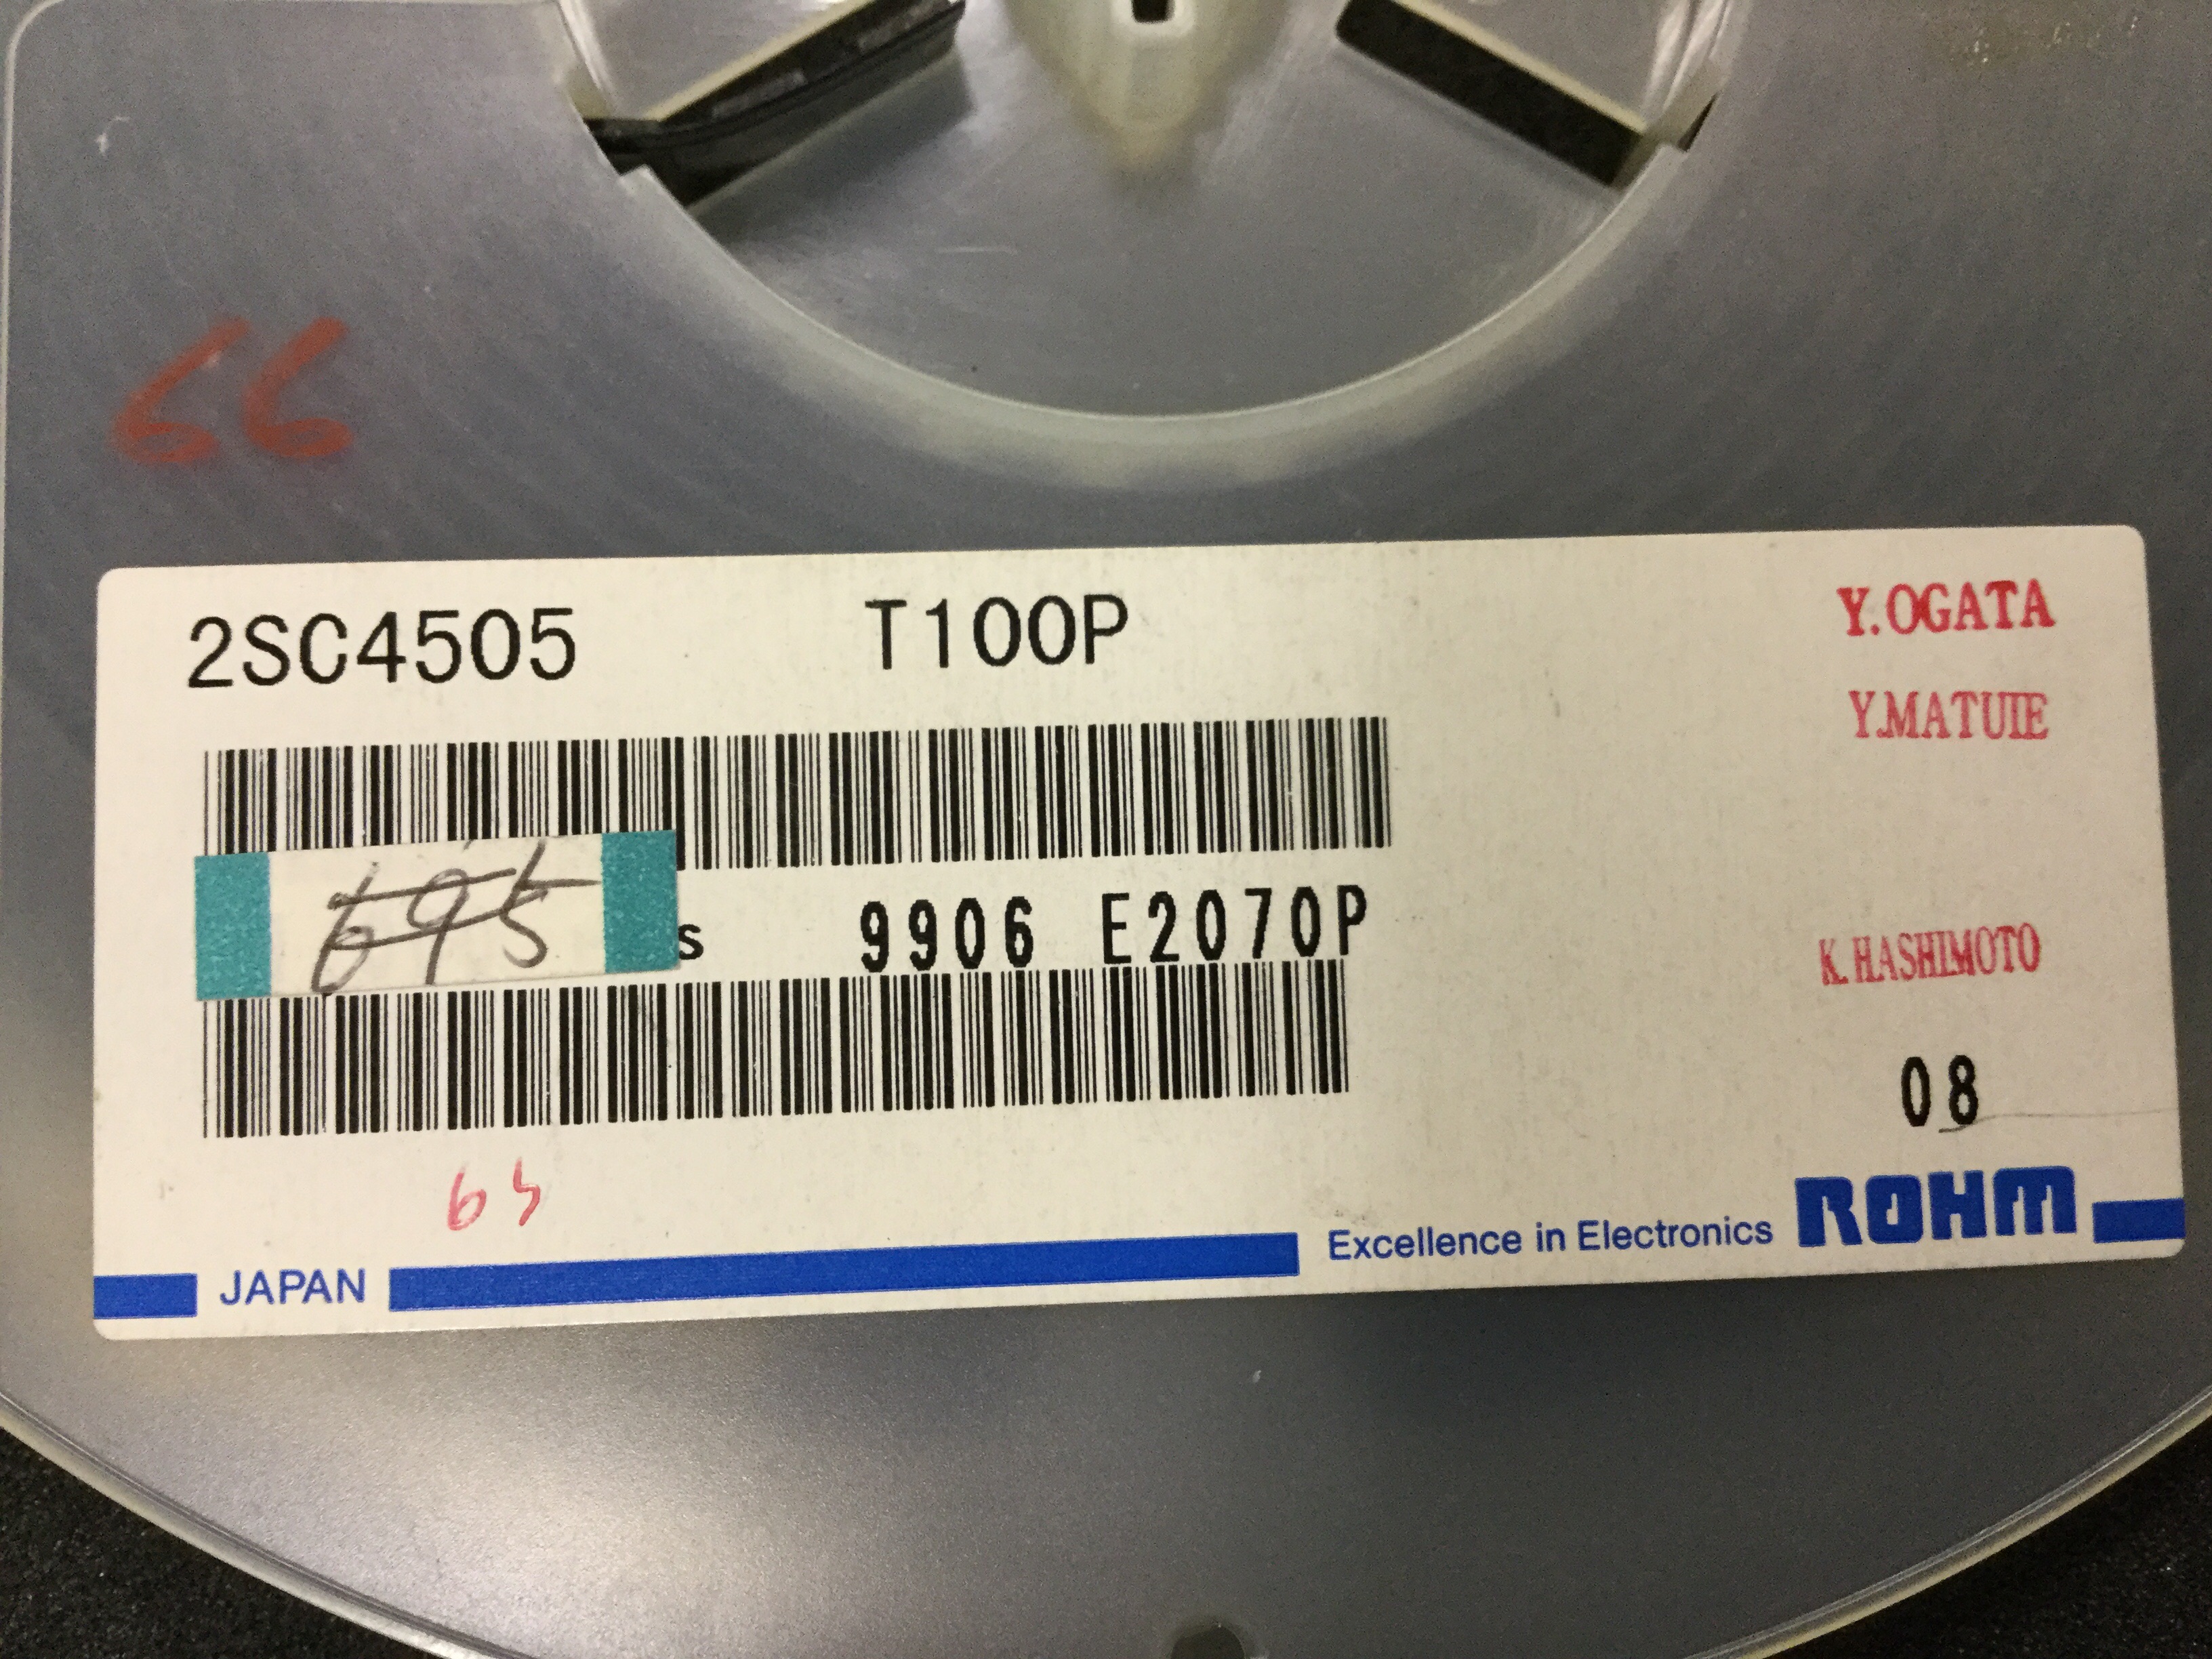 66
2SC4505 T100P
Y.OGATA
Y.MATUIE
695
s 9906 E2070P
K.HASHIMOTO
08
65
JAPAN
Excellence in Electronics ROHM